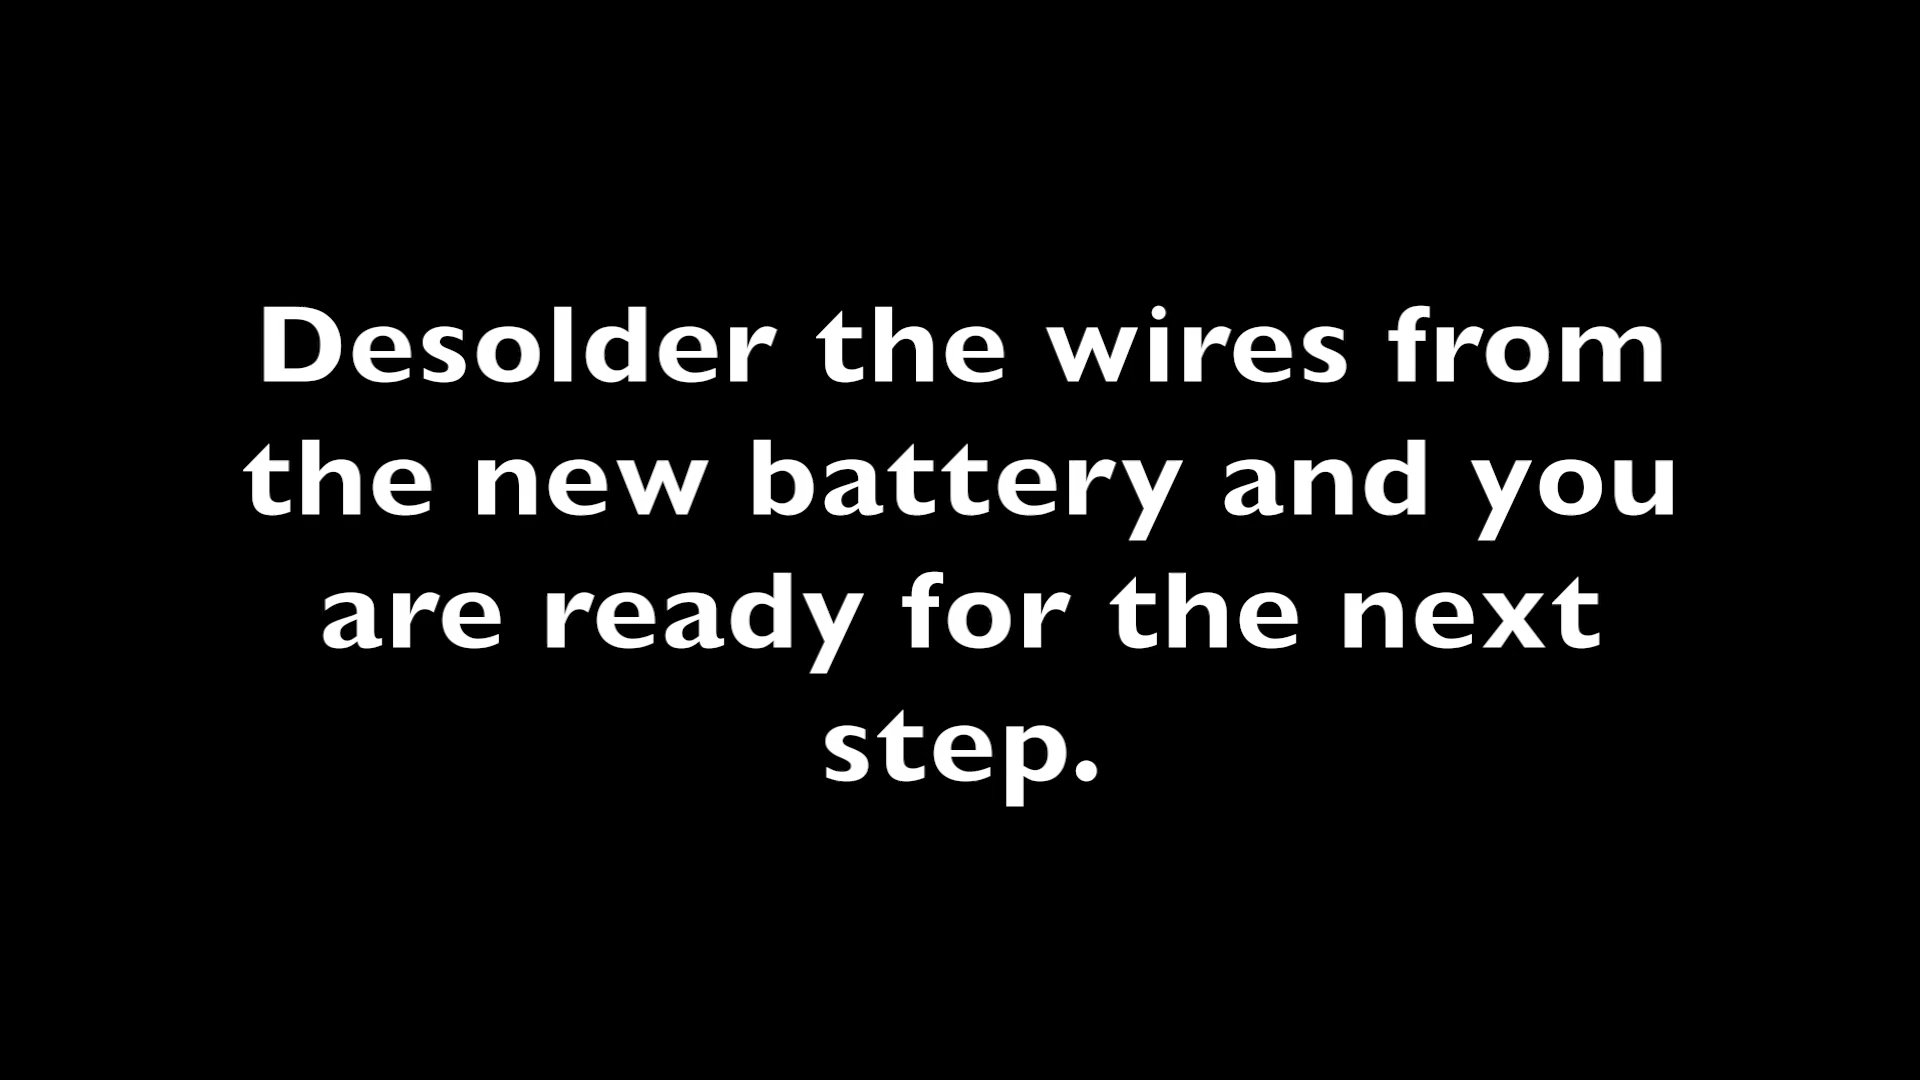 Desolder the wires from
the new battery and you
are ready for the next
step.